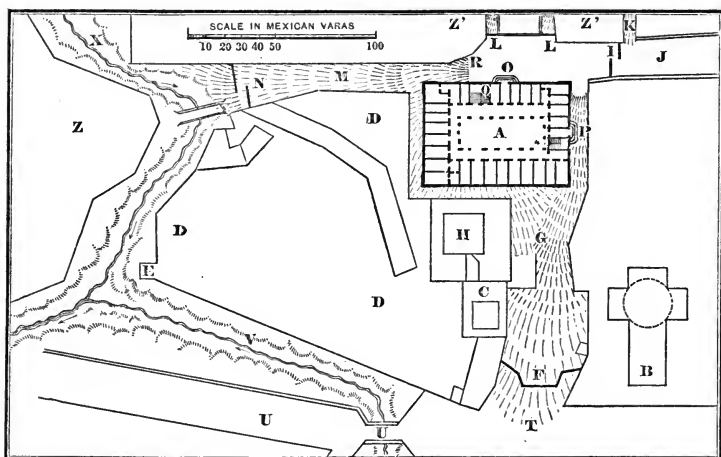 SCALE IN MEXICAN VARAS
10 20 30 40 50 100
X Z' Z' K
L L I J
R O
N M Q
Z D A P
D H G
E D C
V F B
U U T